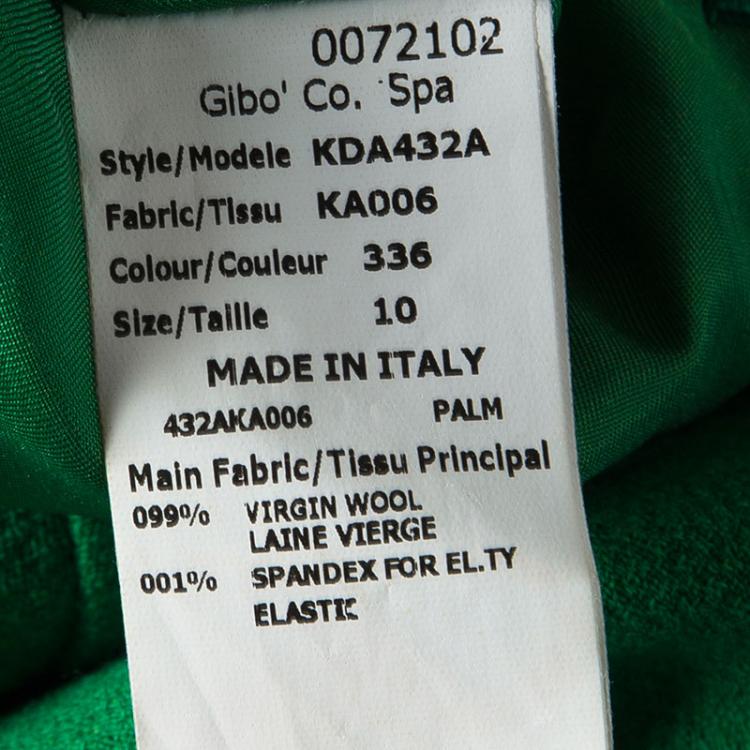 0072102
Gibo' Co. Spa
Style/Modele KDA432A
Fabric/Tissu KA006
Colour/Couleur 336
Size/Taille 10
MADE IN ITALY
432AKA006 PALM
Main Fabric/Tissu Principal
099% VIRGIN WOOL
LAINE VIERGE
001% SPANDEX FOR EL.TY
ELASTIC